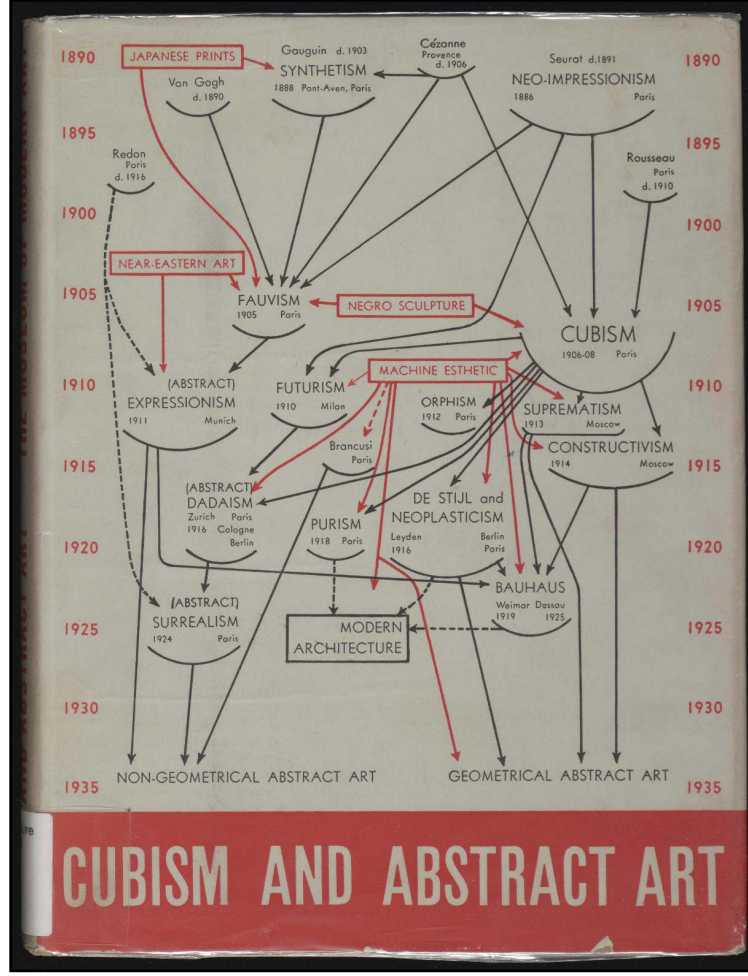 1890
JAPANESE PRINTS
Gauguin d. 1903
SYNTHETISM
1888 Pont-Aven, Paris
Cézanne
Provence
d. 1906
Seurat d.1891
NEO-IMPRESSIONISM
1886 Paris
1890
Van Gogh
d. 1890
1895
1895
Redon
Paris
d. 1916
Rousseau
Paris
d. 1910
1900
1900
NEAR-EASTERN ART
1905
FAUVISM
1905 Paris
NEGRO SCULPTURE
1905
CUBISM
1906-08 Paris
MACHINE ESTHETIC
1910
(ABSTRACT)
EXPRESSIONISM
1911 Munich
FUTURISM
1910 Milan
ORPHISM
1912 Paris
SUPREMATISM
1913 Moscow
1910
Brancusi
Paris
CONSTRUCTIVISM
1914 Moscow
1915
1915
(ABSTRACT)
DADAISM
Zurich Paris
1916 Cologne
Berlin
PURISM
1918 Paris
DE STIJL and
NEOPLASTICISM
Leyden Berlin
1916 Paris
1920
1920
BAUHAUS
Weimar Dessau
1919 1925
(ABSTRACT)
SURREALISM
1924 Paris
MODERN
ARCHITECTURE
1925
1925
1930
1930
NON-GEOMETRICAL ABSTRACT ART
GEOMETRICAL ABSTRACT ART
1935
1935
CUBISM AND ABSTRACT ART